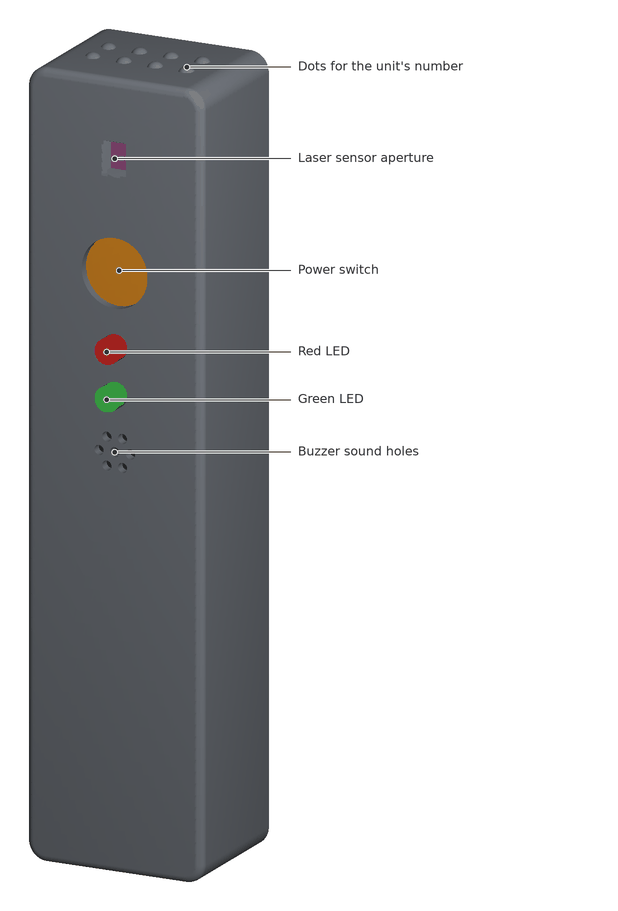 Dots for the unit's number
Laser sensor aperture
Power switch
Red LED
Green LED
Buzzer sound holes